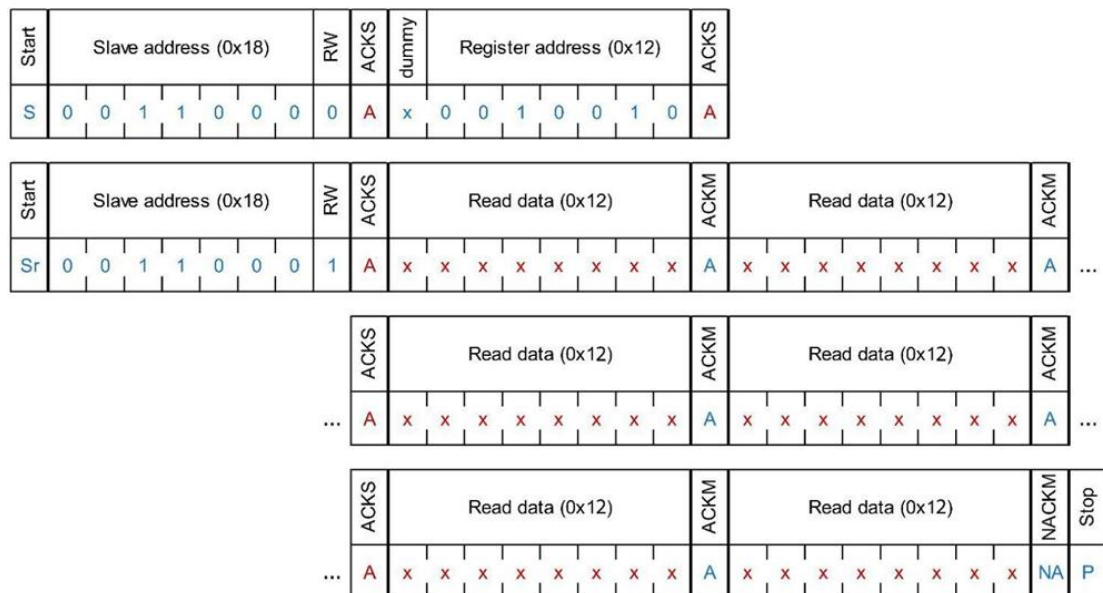 Start Slave address (0x18) RW ACKS dummy Register address (0x12) ACKS
S 0 0 1 1 0 0 0 0 A x 0 0 1 0 0 1 0 A
Start Slave address (0x18) RW ACKS Read data (0x12) ACKM Read data (0x12) ACKM
Sr 0 0 1 1 0 0 0 1 A x x x x x x x x A x x x x x x x x A ...
ACKS Read data (0x12) ACKM Read data (0x12) ACKM
... A x x x x x x x x A x x x x x x x x A ...
ACKS Read data (0x12) ACKM Read data (0x12) NACKM Stop
... A x x x x x x x x A x x x x x x x x NA P